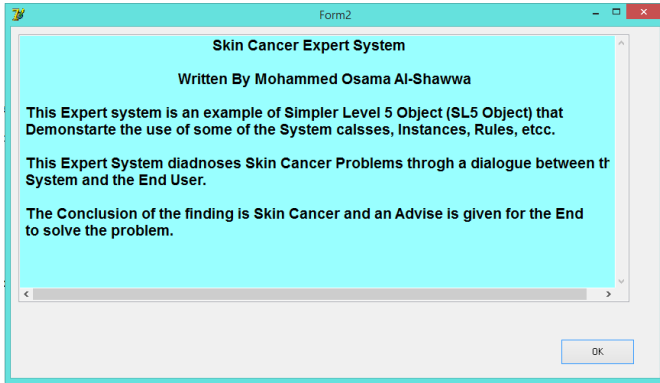 Form2
Skin Cancer Expert System
Written By Mohammed Osama Al-Shawwa
This Expert system is an example of Simpler Level 5 Object (SL5 Object) that
Demonstarte the use of some of the System calsses, Instances, Rules, etcc.
This Expert System diadnoses Skin Cancer Problems throgh a dialogue between th
System and the End User.
The Conclusion of the finding is Skin Cancer and an Advise is given for the End
to solve the problem.
OK